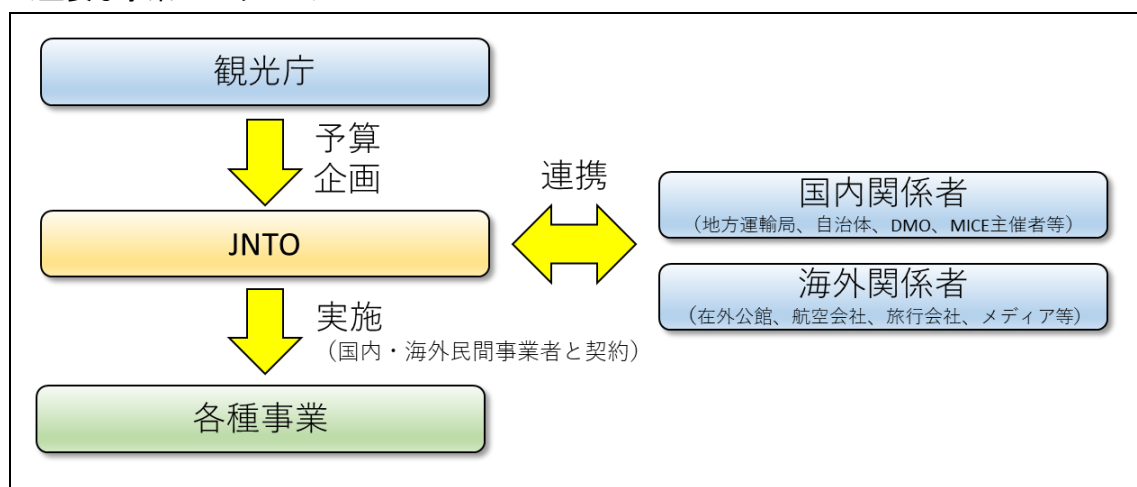 観光庁
予算
企画
連携
国内関係者
(地方運輸局、自治体、DMO、MICE主催者等)
JNTO
海外関係者
(在外公館、航空会社、旅行会社、メディア等)
実施
(国内・海外民間事業者と契約)
各種事業